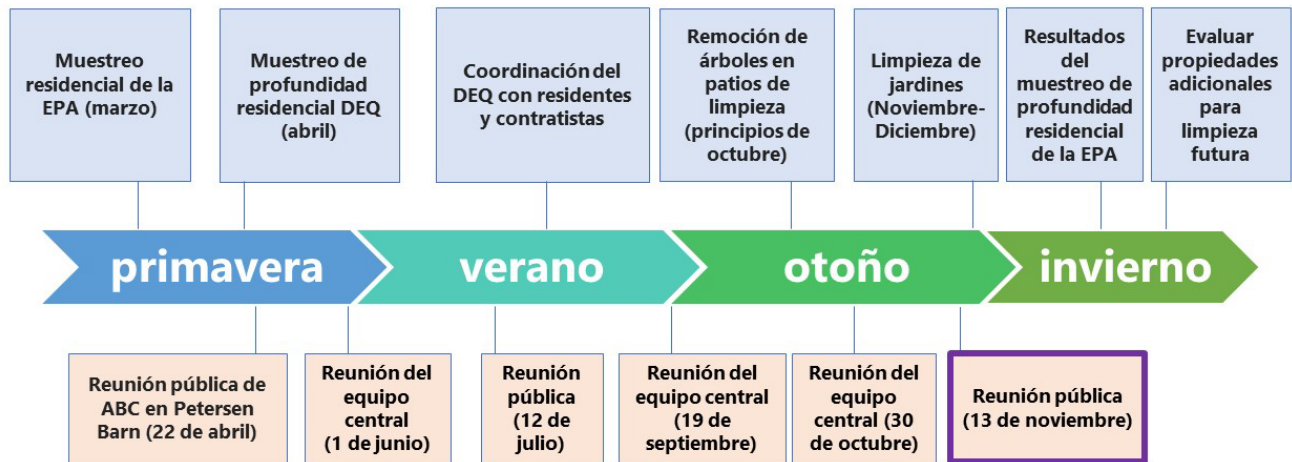 Muestreo
residencial de la
EPA (marzo)
Muestreo de
profundidad
residencial DEQ
(abril)
Coordinación del
DEQ con residentes
y contratistas
Remoción de
árboles en
patios de
limpieza
(principios de
octubre)
Limpieza de
jardines
(Noviembre-
Diciembre)
Resultados
del
muestreo de
profundidad
residencial
de la EPA
Evaluar
propiedades
adicionales
para
limpieza
futura
primavera
verano
otoño
invierno
Reunión pública de
ABC en Petersen
Barn (22 de abril)
Reunión del
equipo
central
(1 de junio)
Reunión
pública
(12 de
julio)
Reunión del
equipo central
(19 de
septiembre)
Reunión del
equipo
central (30
de octubre)
Reunión pública
(13 de noviembre)